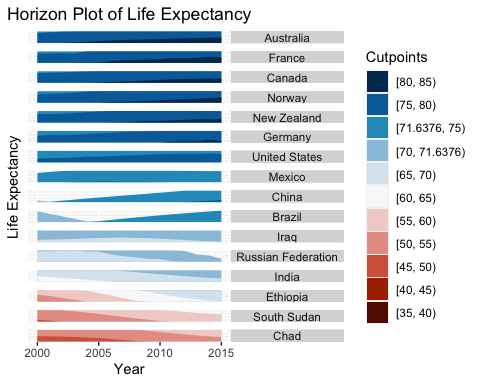 Horizon Plot of Life Expectancy
Life Expectancy
Australia
France
Canada
Norway
New Zealand
Germany
United States
Mexico
China
Brazil
Iraq
Russian Federation
India
Ethiopia
South Sudan
Chad
2000 2005 2010 2015
Year
Cutpoints
[80, 85)
[75, 80)
[71.6376, 75)
[70, 71.6376)
[65, 70)
[60, 65)
[55, 60)
[50, 55)
[45, 50)
[40, 45)
[35, 40)